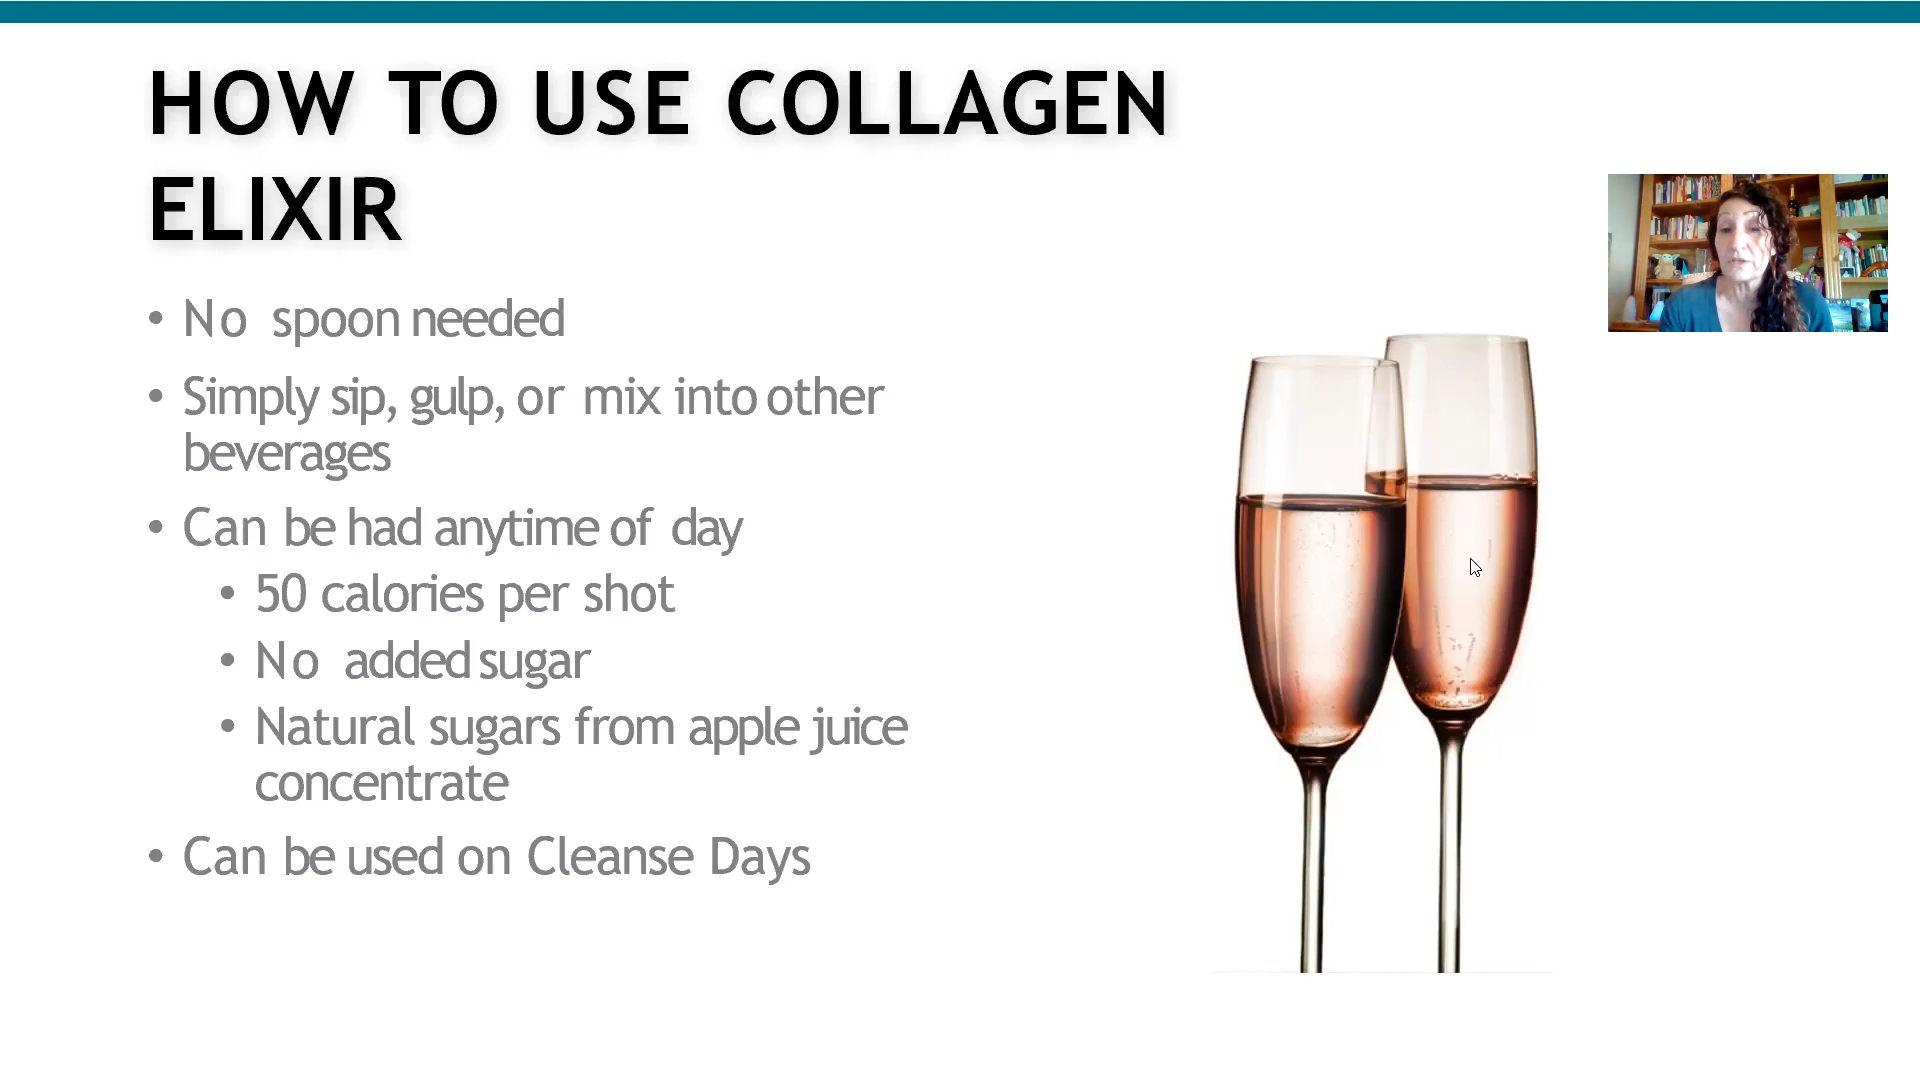 HOW TO USE COLLAGEN
ELIXIR
• No spoon needed
• Simply sip, gulp, or mix into other
beverages
• Can be had anytime of day
• 50 calories per shot
• No added sugar
• Natural sugars from apple juice
concentrate
• Can be used on Cleanse Days